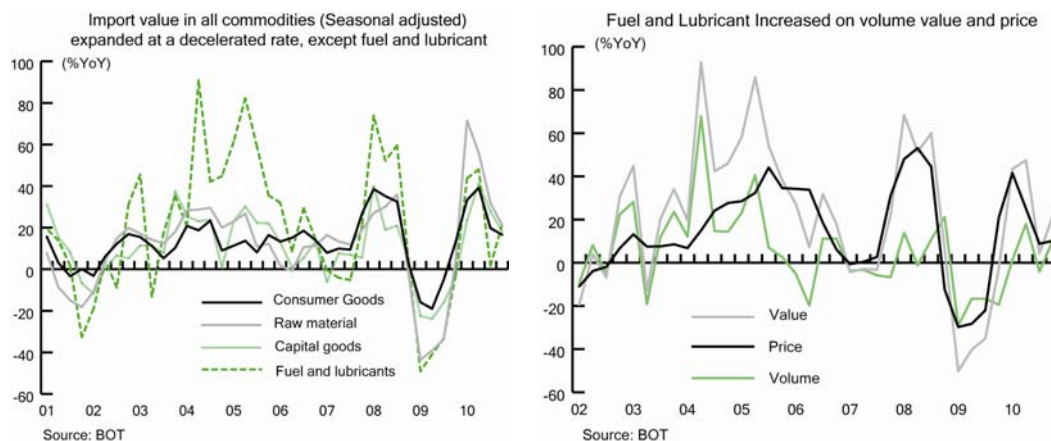 Import value in all commodities (Seasonal adjusted)
expanded at a decelerated rate, except fuel and lubricant
(%YoY)
100
80
60
40
20
0
-20
-40
-60
Consumer Goods
Raw material
Capital goods
Fuel and lubricants
01 02 03 04 05 06 07 08 09 10
Source: BOT
Fuel and Lubricant Increased on volume value and price
(%YoY)
100
80
60
40
20
0
-20
-40
-60
Value
Price
Volume
02 03 04 05 06 07 08 09 10
Source: BOT